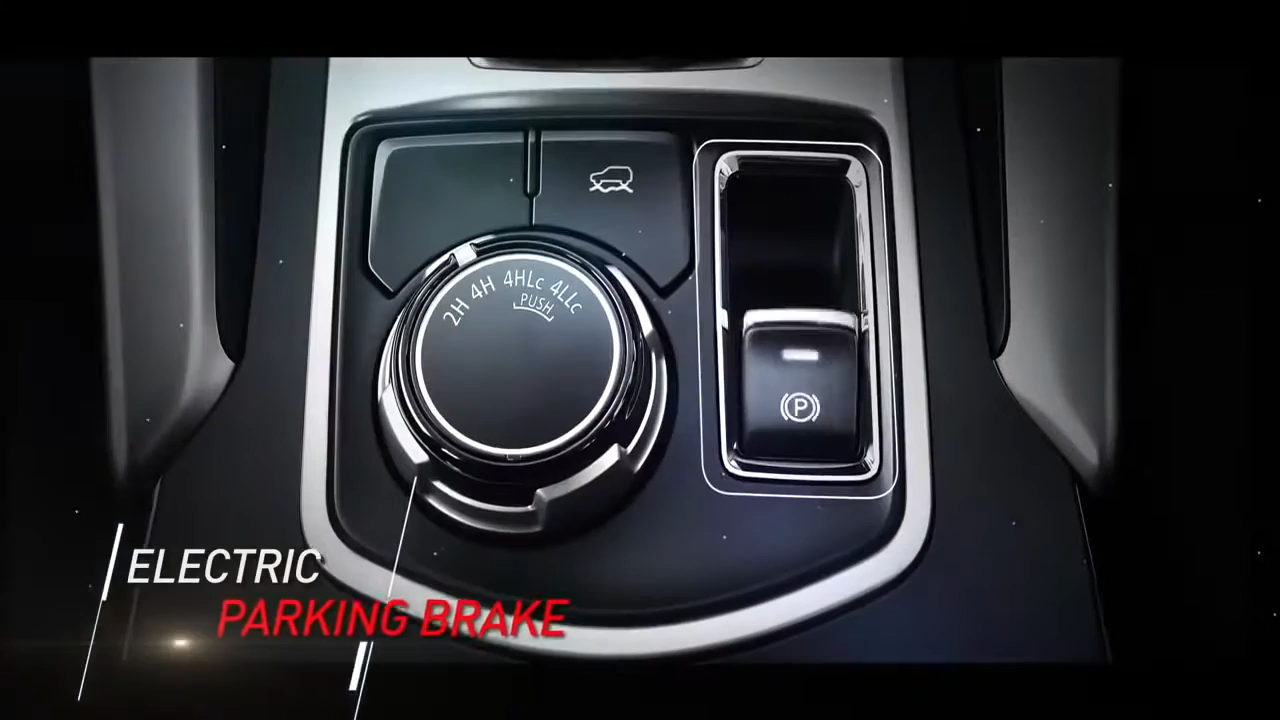 2H 4H 4HLc 4LLc
PUSH
P
ELECTRIC
PARKING BRAKE